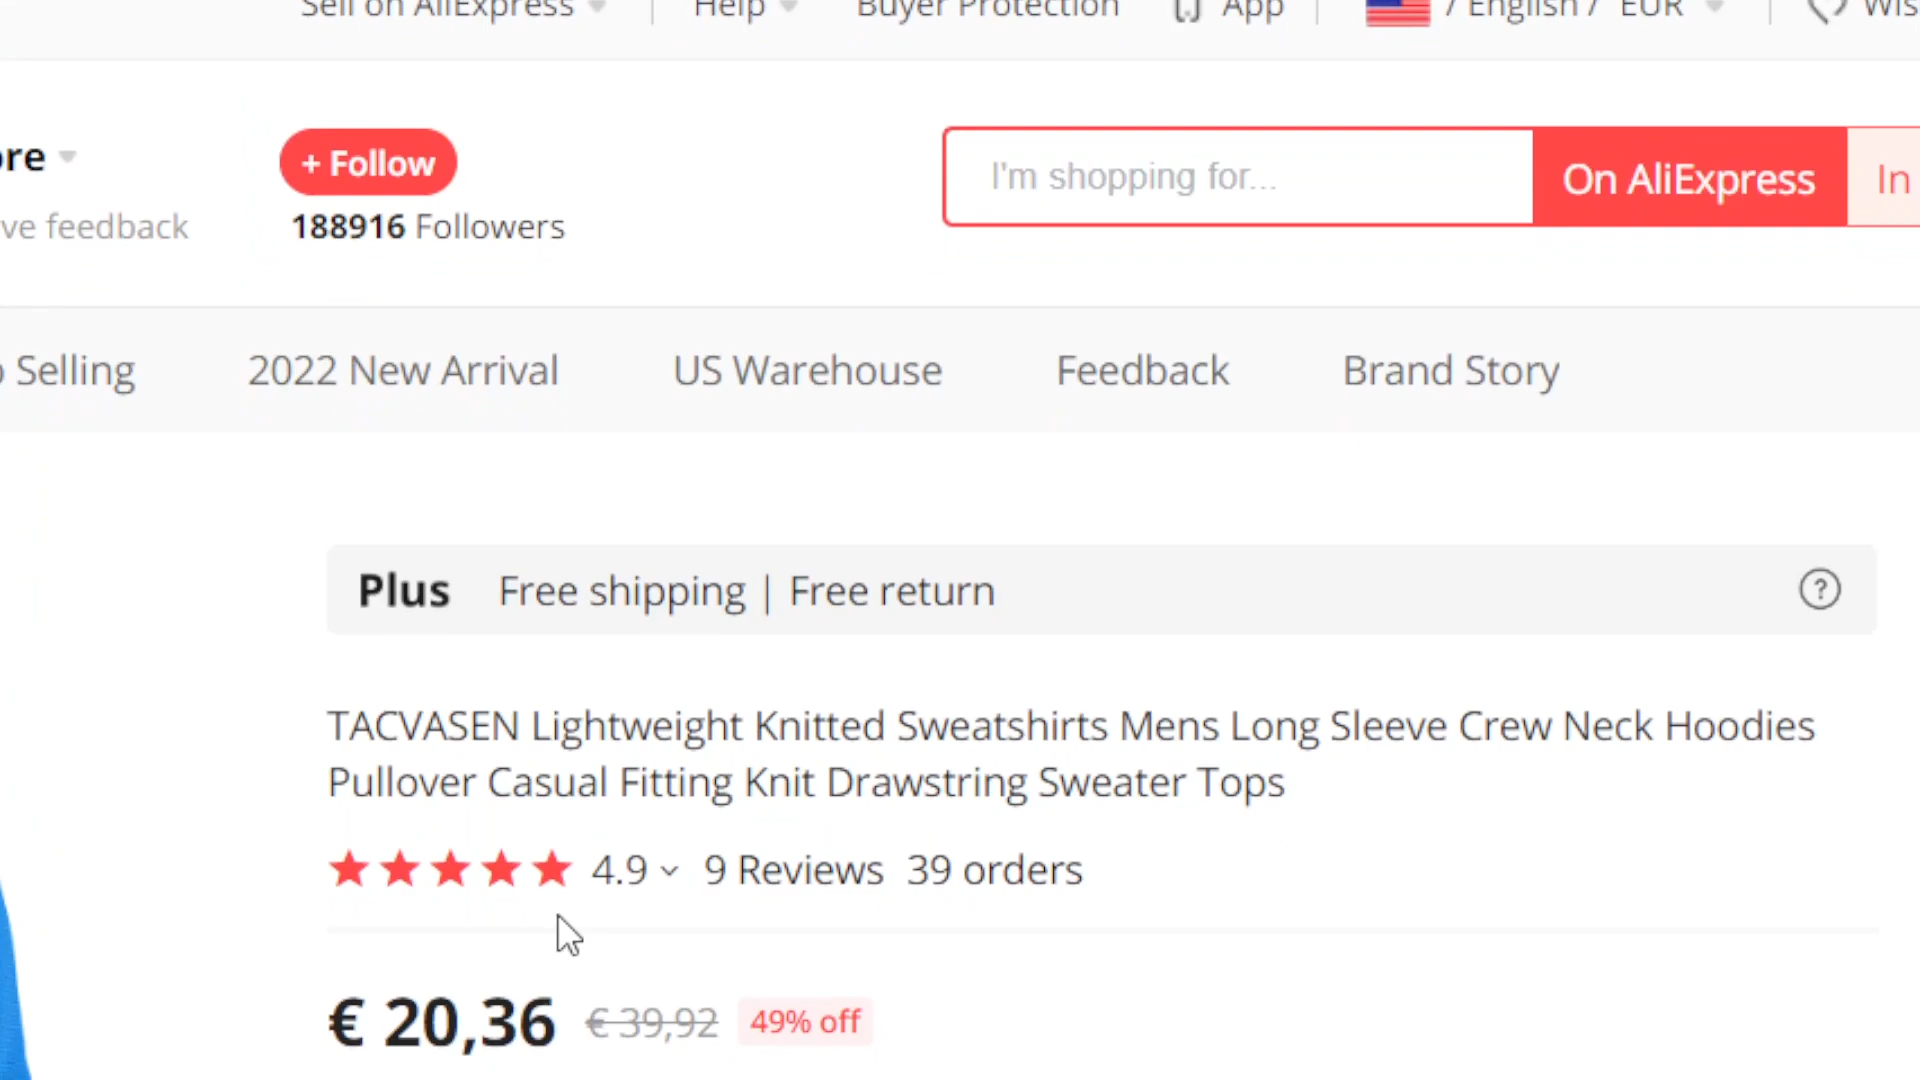 Sell on AliExpress | Help Buyer Protection App | / English / EUR |
+ Follow
188916 Followers
feedback
I'm shopping for... On AliExpress In
Selling 2022 New Arrival US Warehouse Feedback Brand Story
Plus Free shipping | Free return ?
TACVASEN Lightweight Knitted Sweatshirts Mens Long Sleeve Crew Neck Hoodies
Pullover Casual Fitting Knit Drawstring Sweater Tops
4.9 9 Reviews 39 orders
€ 20,36 € 39,92 49% off